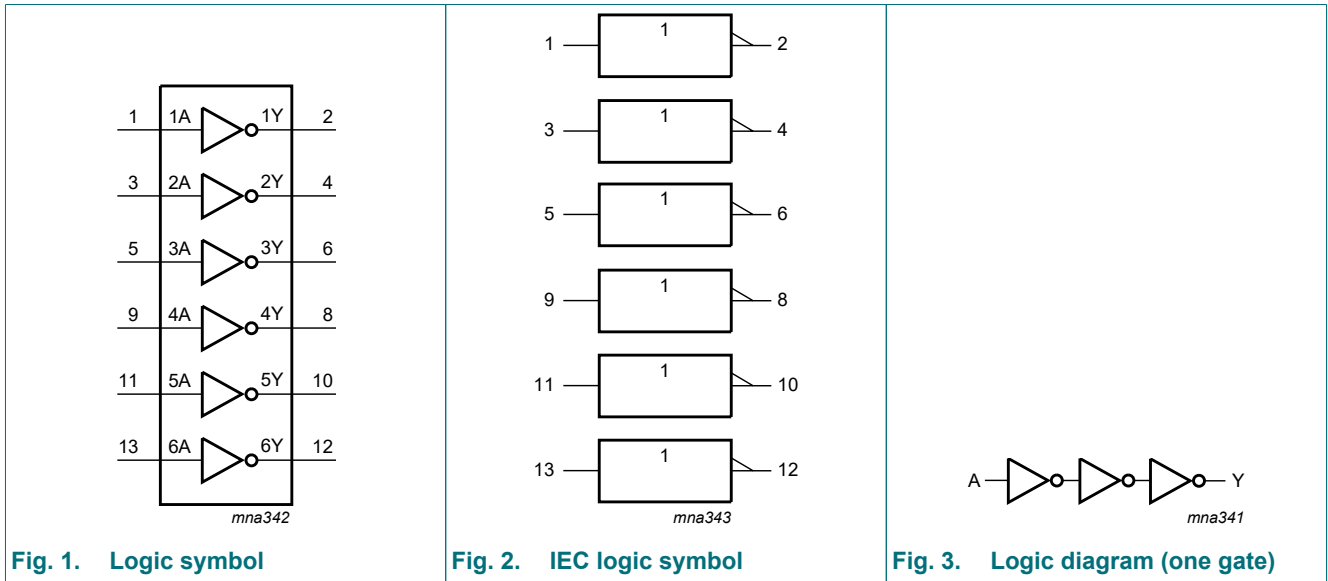 1 1A 1Y 2
3 2A 2Y 4
5 3A 3Y 6
9 4A 4Y 8
11 5A 5Y 10
13 6A 6Y 12
mna342
Fig. 1. Logic symbol
1 1 2
3 1 4
5 1 6
9 1 8
11 1 10
13 1 12
mna343
Fig. 2. IEC logic symbol
A Y
mna341
Fig. 3. Logic diagram (one gate)